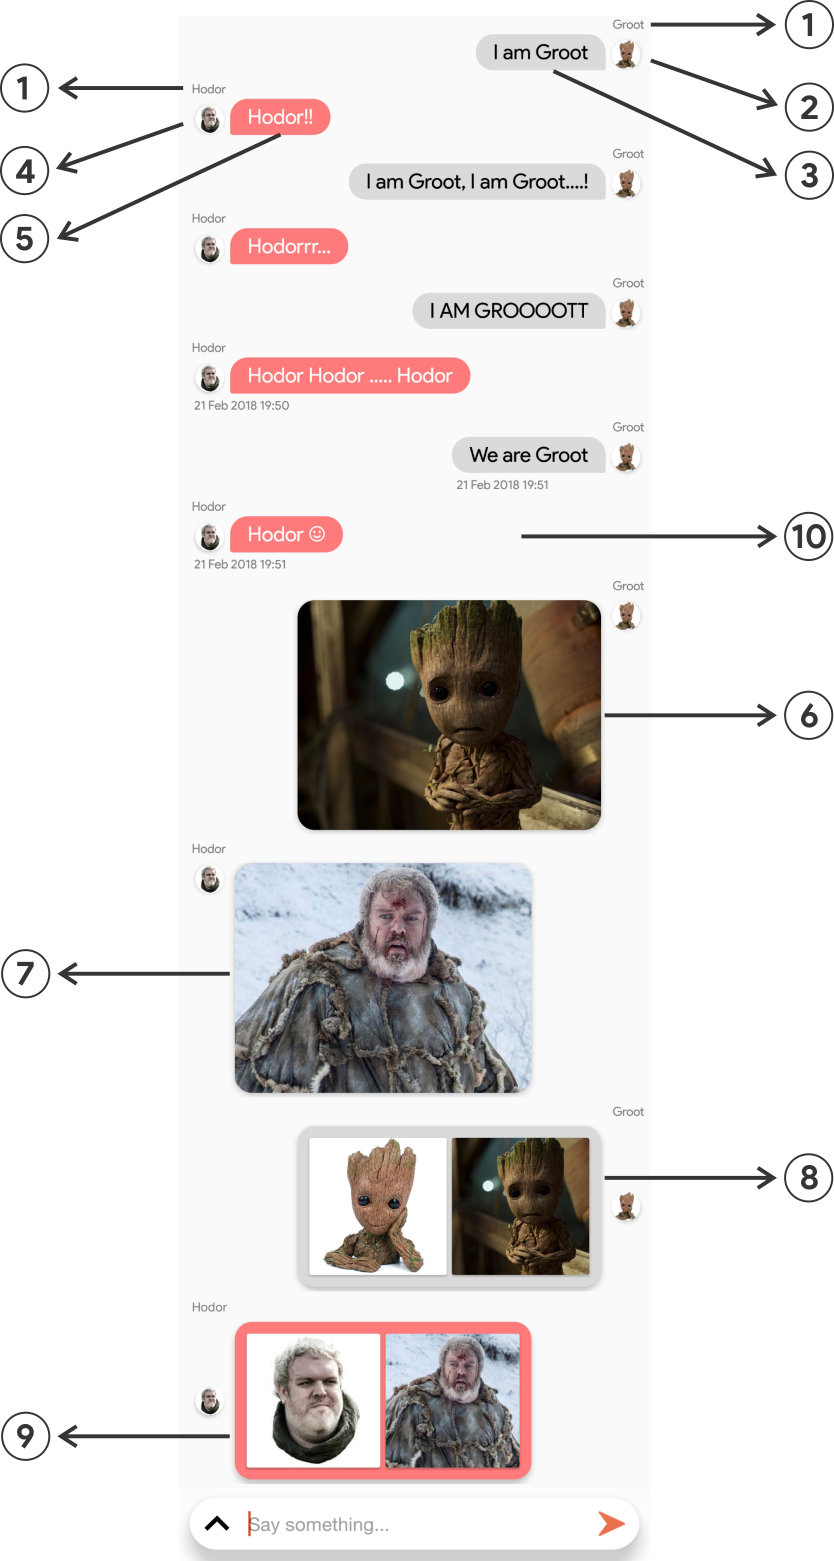 Groot
1
I am Groot
1
Hodor
2
Hodor!!
4
3
Groot
I am Groot, I am Groot....!
5
Hodor
Hodorrr...
Groot
I AM GROOOOTT
Hodor
Hodor Hodor ..... Hodor
21 Feb 2018 19:50
Groot
We are Groot
21 Feb 2018 19:51
Hodor
Hodor ☺
10
21 Feb 2018 19:51
Groot
6
Hodor
7
Groot
8
Hodor
9
Say something...